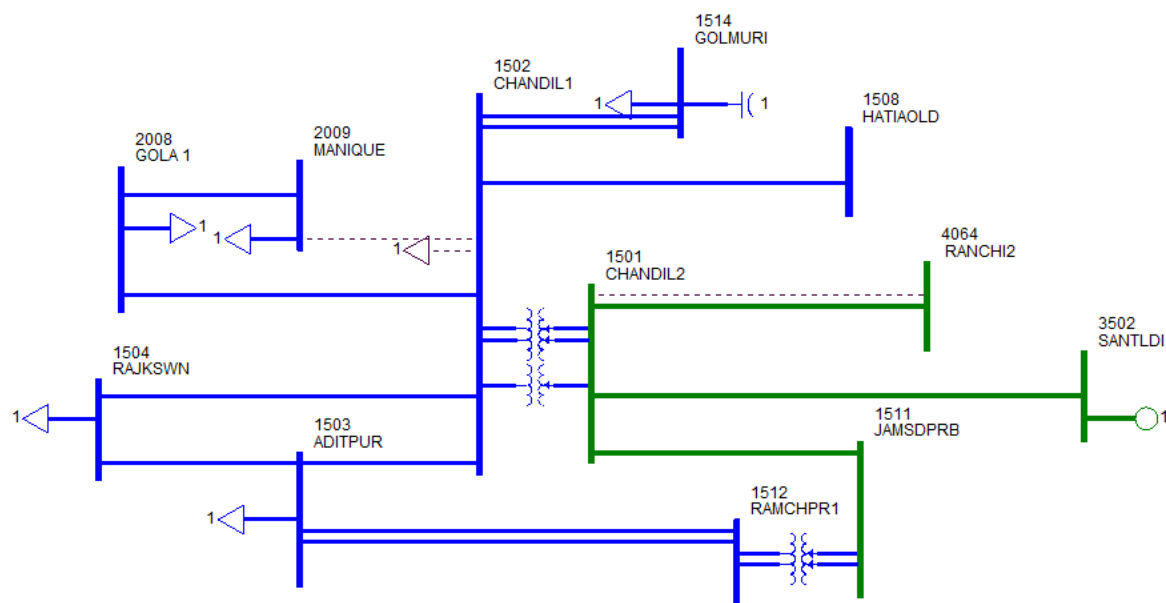 1514
GOLMURI
1502
CHANDIL1
1
1
1508
HATIAOLD
2008
GOLA 1
2009
MANIQUE
1
1
1
4064
RANCHI2
1501
CHANDIL2
3502
SANTLDI
1504
RAJKSWN
1
1
1503
ADITPUR
1511
JAMSDPRB
1512
RAMCHPR1
1